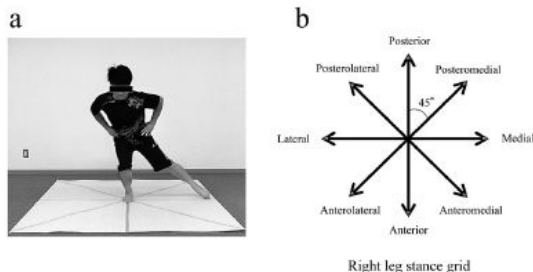 a
b
Posterior
Posterolateral
Posteromedial
45°
Lateral
Medial
Anterolateral
Anteromedial
Anterior
Right leg stance grid